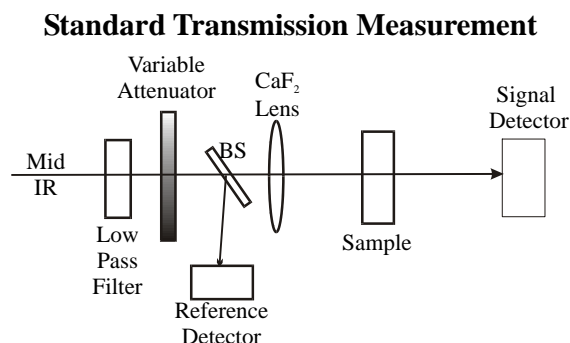 Standard Transmission Measurement
Variable
Attenuator
CaF₂
Lens
Signal
Detector
BS
Mid
IR
Low
Pass
Filter
Sample
Reference
Detector